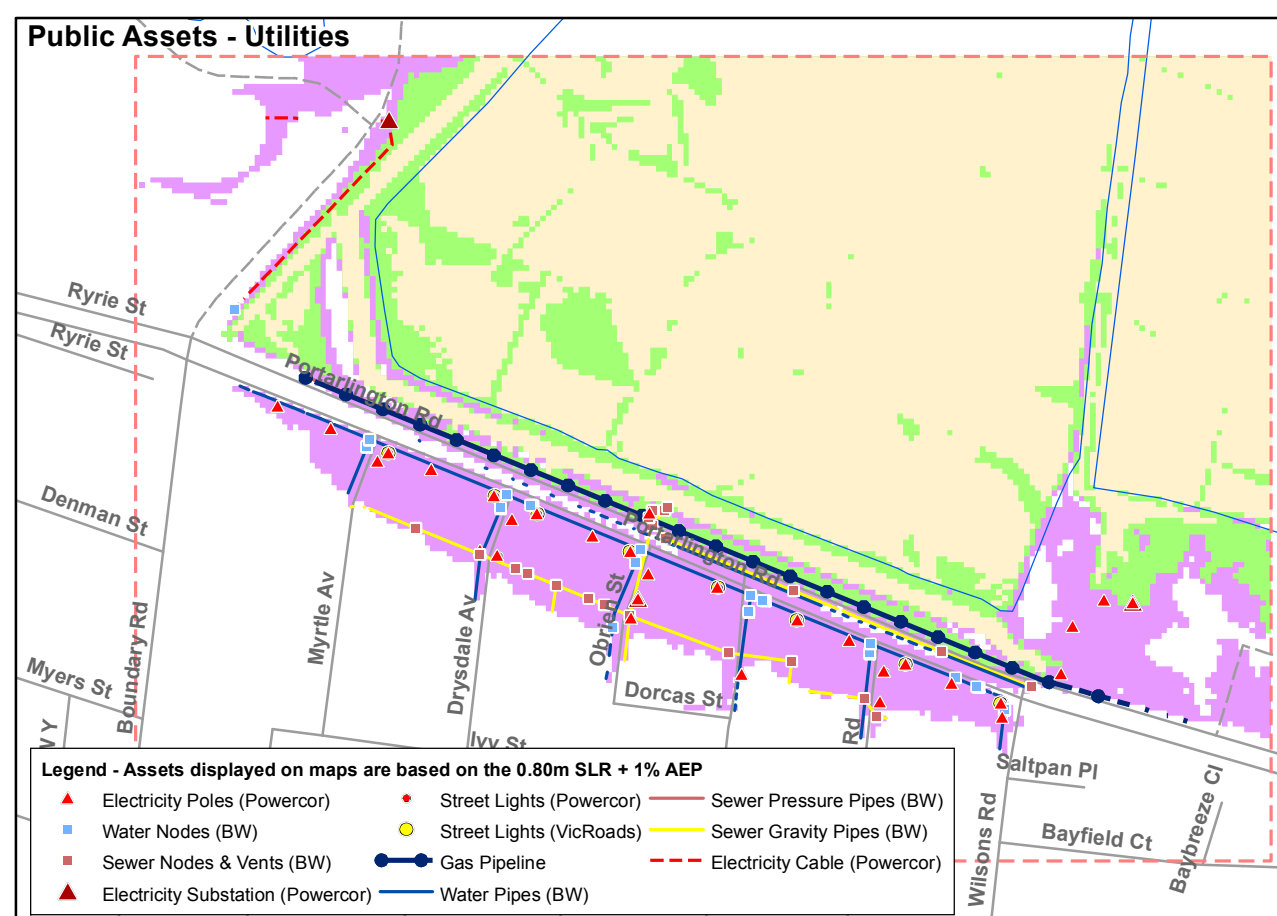 Public Assets - Utilities
Ryrie St
Ryrie St
Portarlington Rd
Portarlington Rd
Denman St
Myers St
Boundary Rd
Myrtle Av
Drysdale Av
Obrien St
Dorcas St
Ivy St
Rd
Wilsons Rd
Saltpan Pl
Bayfield Ct
Baybreeze Cl
Legend - Assets displayed on maps are based on the 0.80m SLR + 1% AEP
Electricity Poles (Powercor)
Street Lights (Powercor)
Sewer Pressure Pipes (BW)
Water Nodes (BW)
Street Lights (VicRoads)
Sewer Gravity Pipes (BW)
Sewer Nodes & Vents (BW)
Gas Pipeline
Electricity Cable (Powercor)
Electricity Substation (Powercor)
Water Pipes (BW)